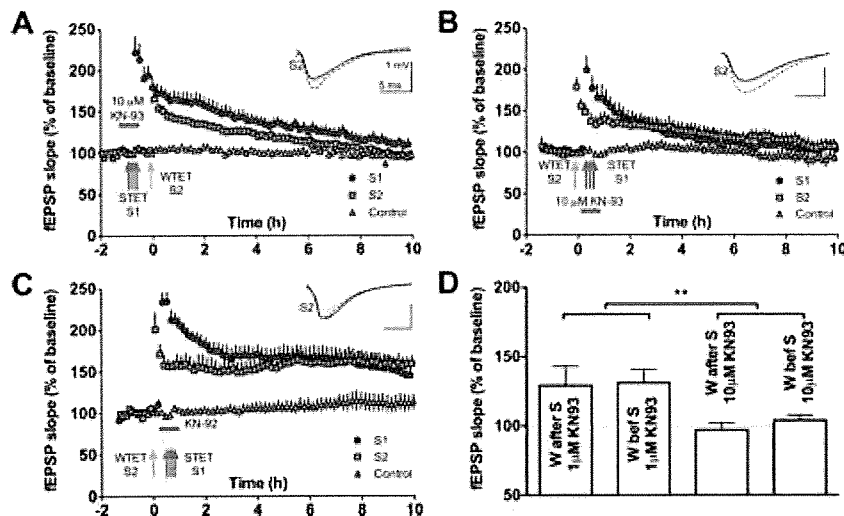 A
fEPSP slope (% of baseline)
250
200
150
100
50
0
10 μM
KN-93
STET
S1
WTET
S2
S2
1 mV
5 ms
S1
S2
Control
Time (h)
-2 0 2 4 6 8 10
B
fEPSP slope (% of baseline)
250
200
150
100
50
0
WTET
S2
STET
S1
10 μM KN-93
S2
S1
S2
Control
Time (h)
-2 0 2 4 6 8 10
C
fEPSP slope (% of baseline)
250
200
150
100
50
0
WTET
S2
KN-92
STET
S1
S2
S1
S2
Control
Time (h)
-2 0 2 4 6 8 10
D
fEPSP slope (% of baseline)
200
150
100
50
**
W after S
1μM KN93
W bef S
1μM KN93
W after S
10μM KN93
W bef S
10μM KN93